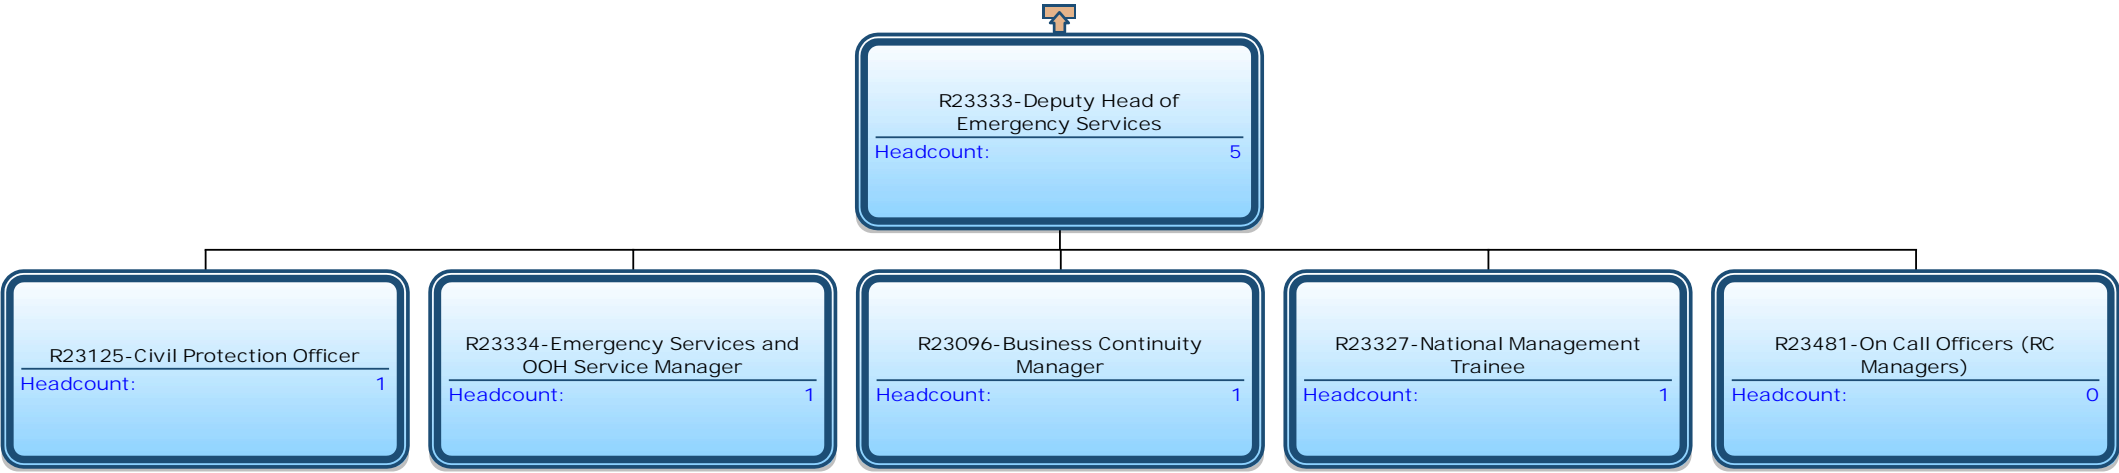 R23333-Deputy Head of
Emergency Services
Headcount: 5
R23125-Civil Protection Officer
Headcount: 1
R23334-Emergency Services and
OOH Service Manager
Headcount: 1
R23096-Business Continuity
Manager
Headcount: 1
R23327-National Management
Trainee
Headcount: 1
R23481-On Call Officers (RC
Managers)
Headcount: 0